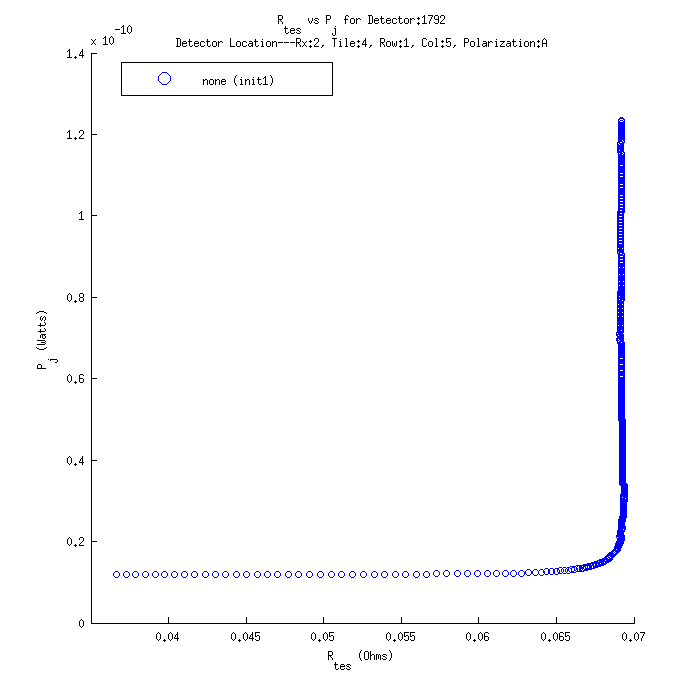 R_tes vs P_j for Detector:1792
Detector Location---Rx:2, Tile:4, Row:1, Col:5, Polarization:A
x 10^-10
none (init1)
1.4
1.2
1
0.8
0.6
0.4
0.2
0
P_j (Watts)
0.04 0.045 0.05 0.055 0.06 0.065 0.07
R_tes (Ohms)